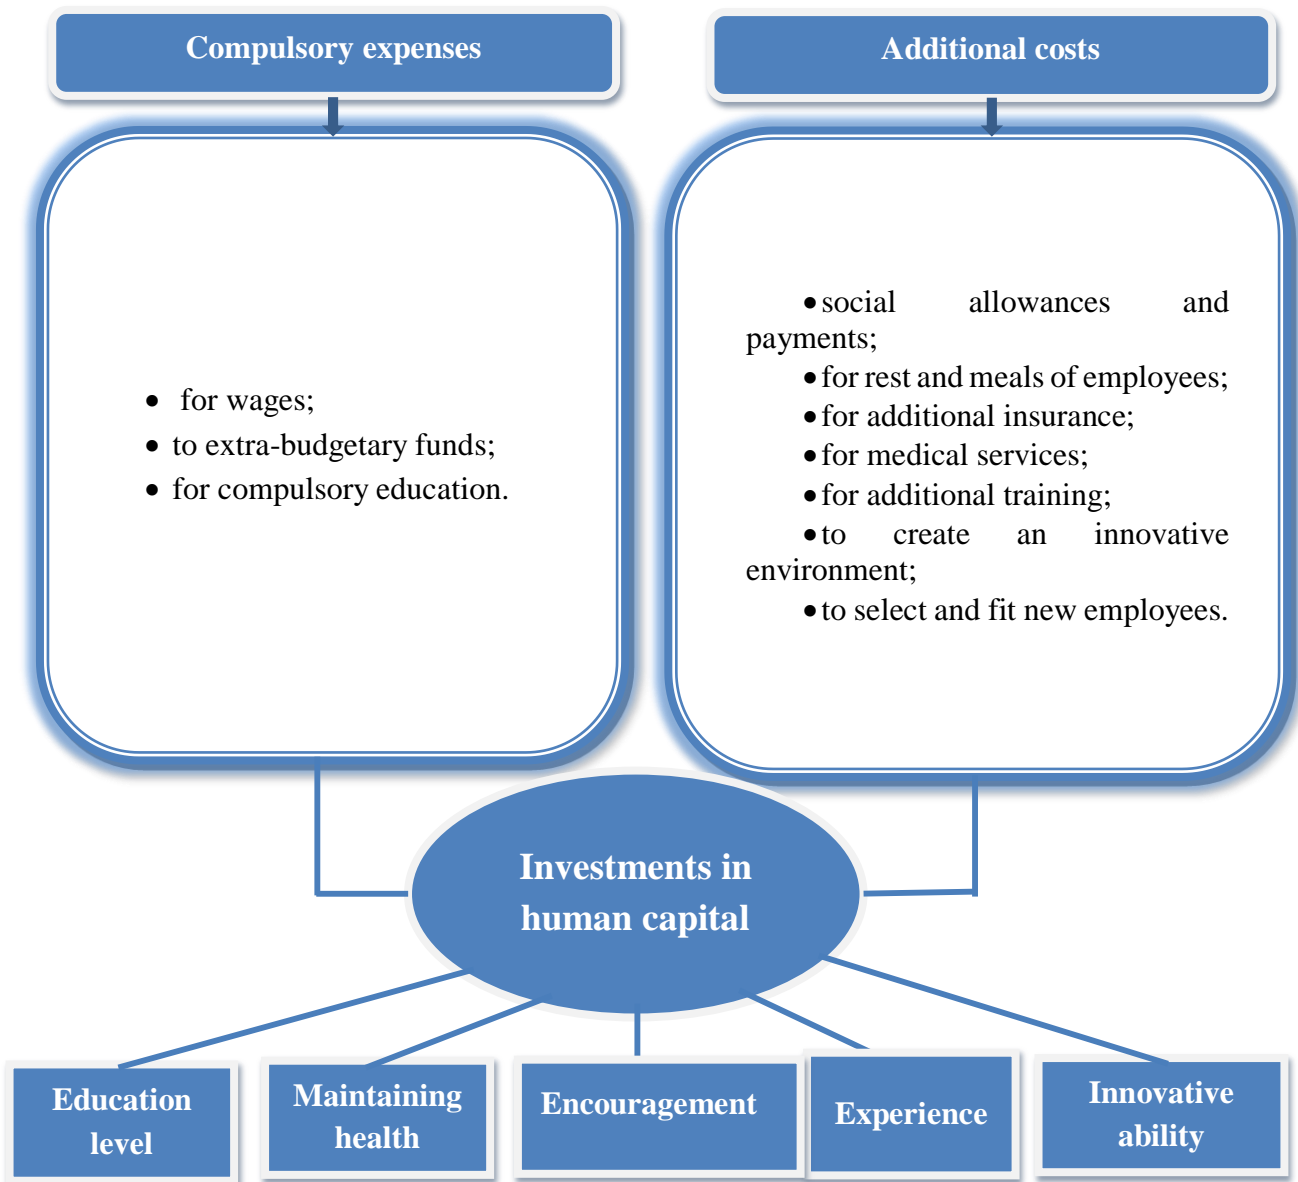 Compulsory expenses
Additional costs
• for wages;
• to extra-budgetary funds;
• for compulsory education.
• social allowances and
payments;
• for rest and meals of employees;
• for additional insurance;
• for medical services;
• for additional training;
• to create an innovative
environment;
• to select and fit new employees.
Investments in
human capital
Education
level
Maintaining
health
Encouragement
Experience
Innovative
ability